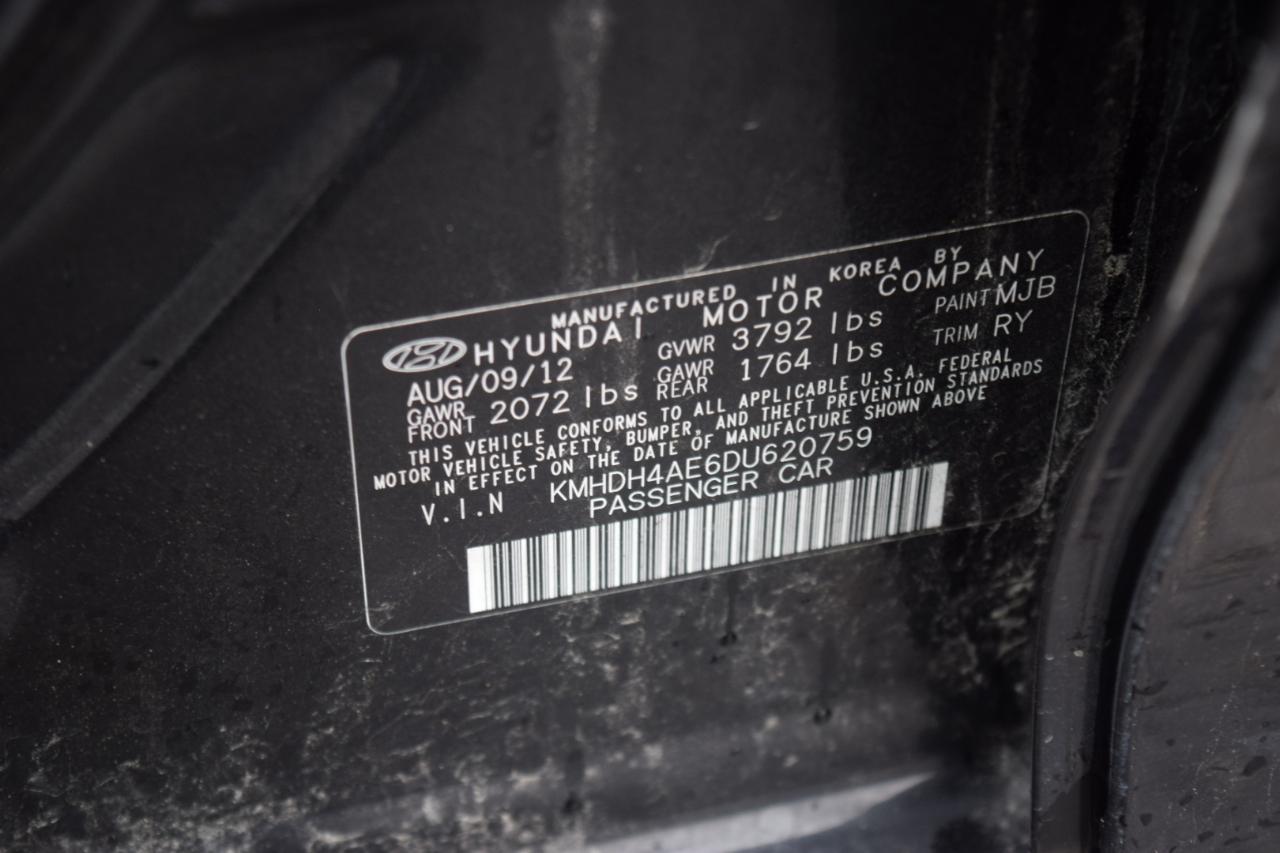 MANUFACTURED IN KOREA BY
HYUNDAI MOTOR COMPANY
AUG/09/12 GVWR 3792 lbs PAINT MJB
GAWR FRONT 2072 lbs GAWR REAR 1764 lbs TRIM RY
THIS VEHICLE CONFORMS TO ALL APPLICABLE U.S.A. FEDERAL
MOTOR VEHICLE SAFETY, BUMPER, AND THEFT PREVENTION STANDARDS
IN EFFECT ON THE DATE OF MANUFACTURE SHOWN ABOVE
V.I.N KMHDH4AE6DU620759
PASSENGER CAR